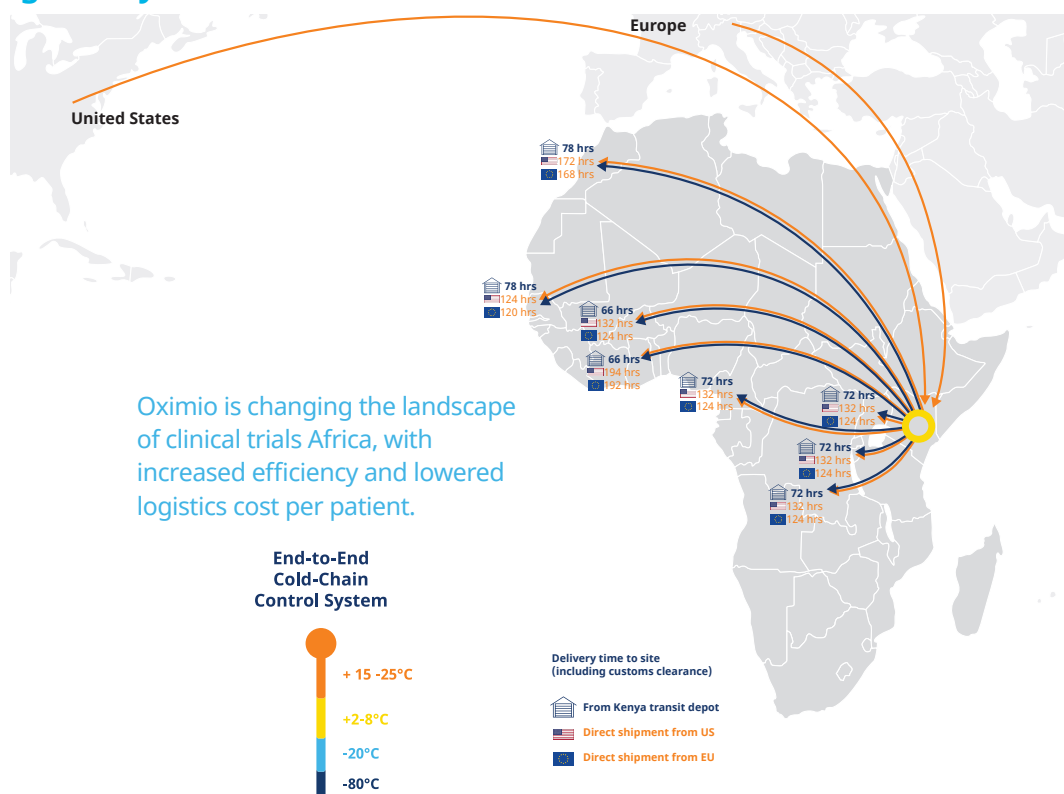 Europe
United States
78 hrs
172 hrs
168 hrs
78 hrs
124 hrs
120 hrs
66 hrs
132 hrs
124 hrs
66 hrs
194 hrs
192 hrs
72 hrs
132 hrs
124 hrs
72 hrs
132 hrs
124 hrs
72 hrs
132 hrs
124 hrs
72 hrs
132 hrs
124 hrs
Oximio is changing the landscape
of clinical trials Africa, with
increased efficiency and lowered
logistics cost per patient.
End-to-End
Cold-Chain
Control System
+ 15 -25°C
+2-8°C
-20°C
-80°C
Delivery time to site
(including customs clearance)
From Kenya transit depot
Direct shipment from US
Direct shipment from EU